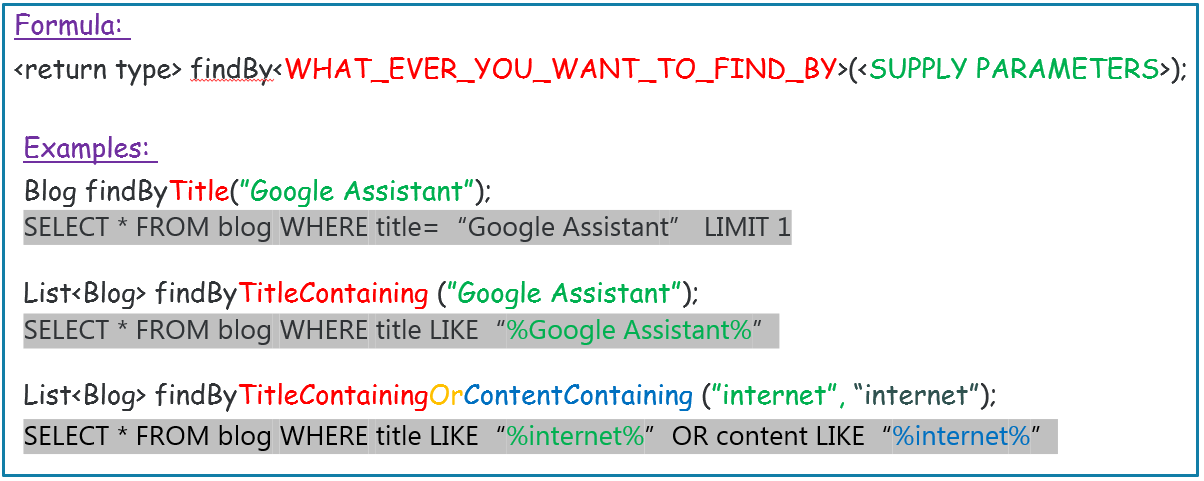 Formula:
<return type> findBy<WHAT_EVER_YOU_WANT_TO_FIND_BY>(<SUPPLY PARAMETERS>);
Examples:
Blog findByTitle(”Google Assistant”);
SELECT * FROM blog WHERE title= “Google Assistant” LIMIT 1
List<Blog> findByTitleContaining (”Google Assistant”);
SELECT * FROM blog WHERE title LIKE “%Google Assistant%”
List<Blog> findByTitleContainingOrContentContaining (”internet”, “internet”);
SELECT * FROM blog WHERE title LIKE “%internet%” OR content LIKE “%internet%”